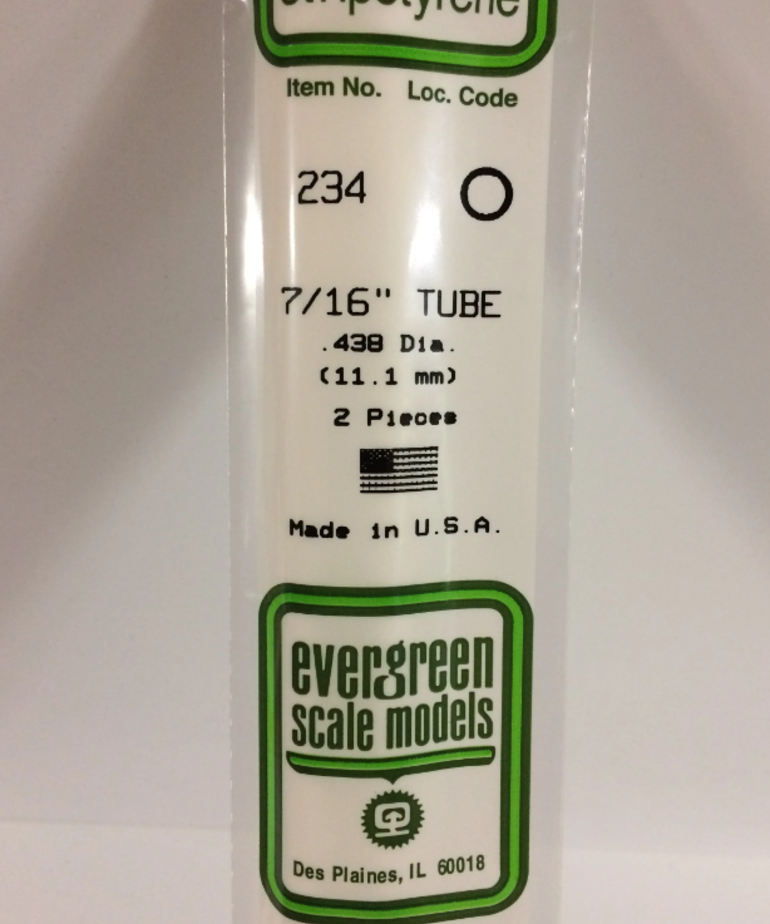 Item No. Loc. Code
234 O
7/16" TUBE
.438 Dia.
(11.1 mm)
2 Pieces
Made in U.S.A.
evergreen
scale models
Des Plaines, IL 60018